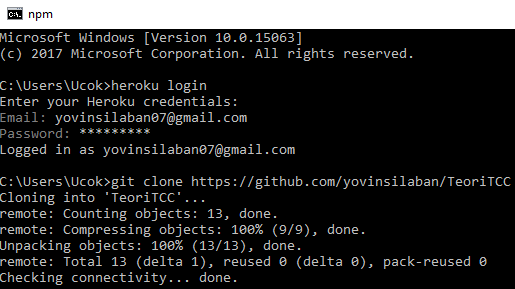 npm
Microsoft Windows [Version 10.0.15063]
(c) 2017 Microsoft Corporation. All rights reserved.
C:\Users\Ucok>heroku login
Enter your Heroku credentials:
Email: yovinsilaban07@gmail.com
Password: *********
Logged in as yovinsilaban07@gmail.com
C:\Users\Ucok>git clone https://github.com/yovinsilaban/TeoriTCC
Cloning into 'TeoriTCC'...
remote: Counting objects: 13, done.
remote: Compressing objects: 100% (9/9), done.
Unpacking objects: 100% (13/13), done.
remote: Total 13 (delta 1), reused 0 (delta 0), pack-reused 0
Checking connectivity... done.